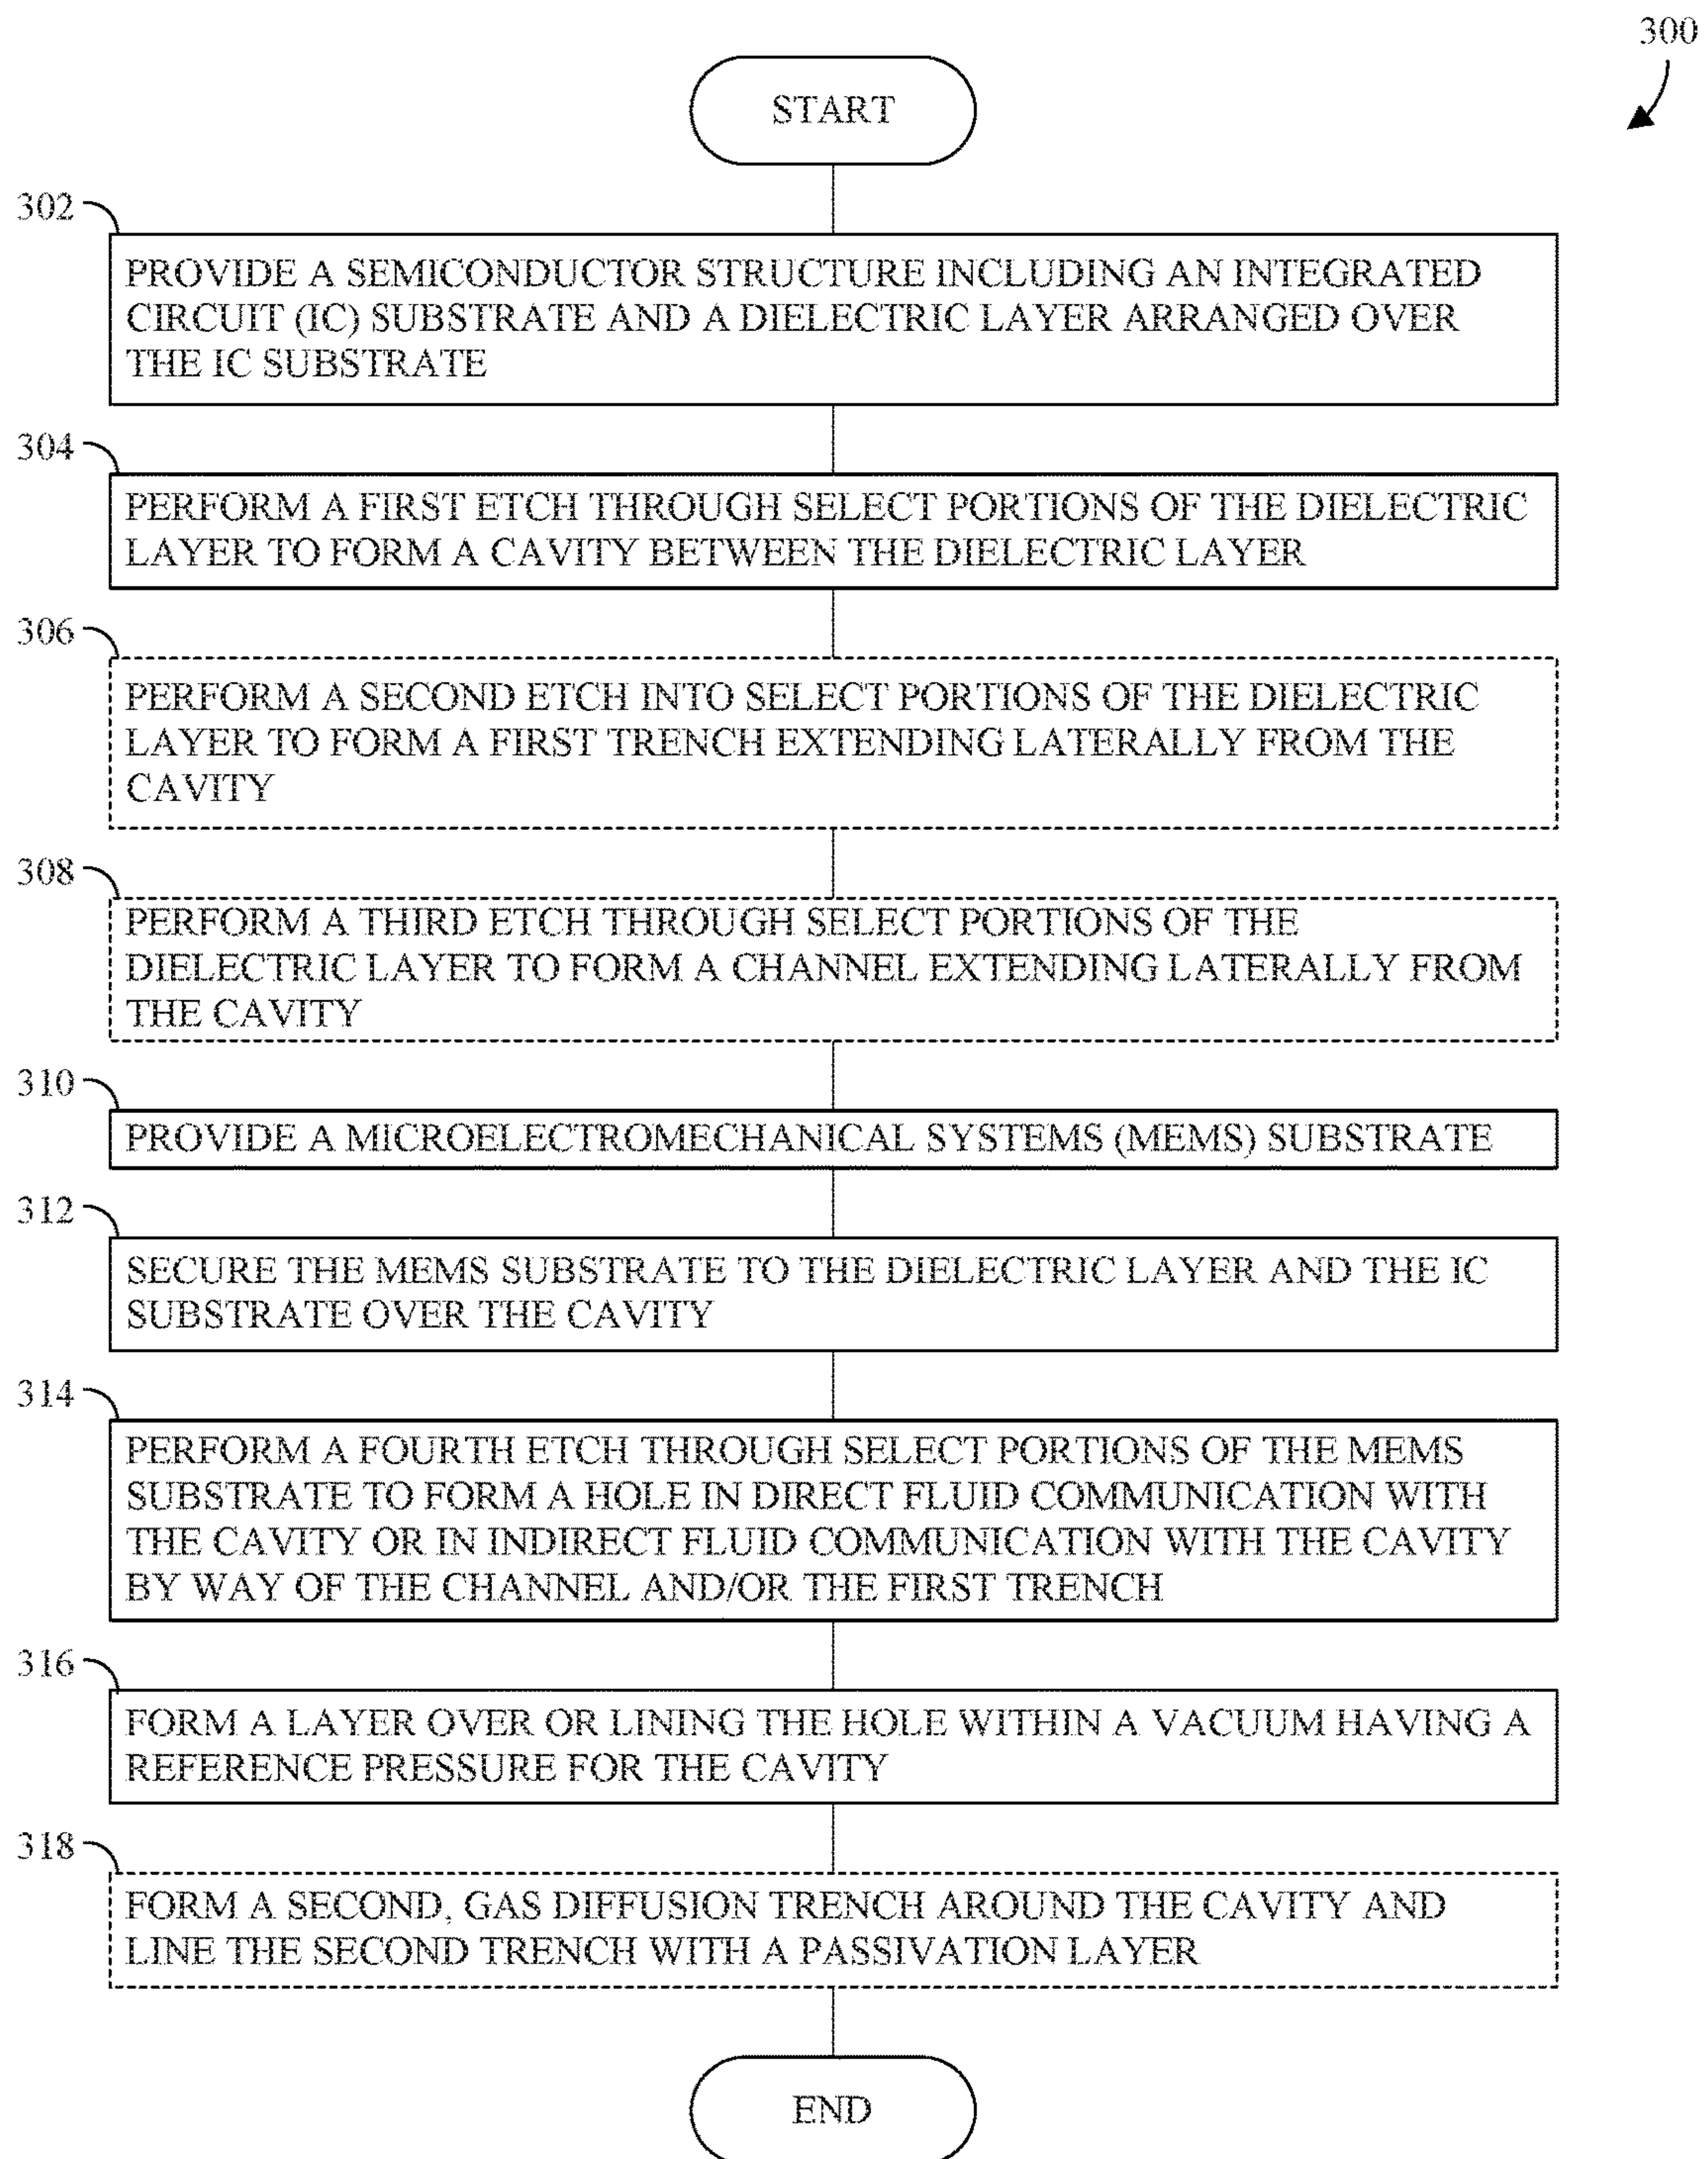 300
START
302
PROVIDE A SEMICONDUCTOR STRUCTURE INCLUDING AN INTEGRATED
CIRCUIT (IC) SUBSTRATE AND A DIELECTRIC LAYER ARRANGED OVER
THE IC SUBSTRATE
304
PERFORM A FIRST ETCH THROUGH SELECT PORTIONS OF THE DIELECTRIC
LAYER TO FORM A CAVITY BETWEEN THE DIELECTRIC LAYER
306
PERFORM A SECOND ETCH INTO SELECT PORTIONS OF THE DIELECTRIC
LAYER TO FORM A FIRST TRENCH EXTENDING LATERALLY FROM THE
CAVITY
308
PERFORM A THIRD ETCH THROUGH SELECT PORTIONS OF THE
DIELECTRIC LAYER TO FORM A CHANNEL EXTENDING LATERALLY FROM
THE CAVITY
310
PROVIDE A MICROELECTROMECHANICAL SYSTEMS (MEMS) SUBSTRATE
312
SECURE THE MEMS SUBSTRATE TO THE DIELECTRIC LAYER AND THE IC
SUBSTRATE OVER THE CAVITY
314
PERFORM A FOURTH ETCH THROUGH SELECT PORTIONS OF THE MEMS
SUBSTRATE TO FORM A HOLE IN DIRECT FLUID COMMUNICATION WITH
THE CAVITY OR IN INDIRECT FLUID COMMUNICATION WITH THE CAVITY
BY WAY OF THE CHANNEL AND/OR THE FIRST TRENCH
316
FORM A LAYER OVER OR LINING THE HOLE WITHIN A VACUUM HAVING A
REFERENCE PRESSURE FOR THE CAVITY
318
FORM A SECOND, GAS DIFFUSION TRENCH AROUND THE CAVITY AND
LINE THE SECOND TRENCH WITH A PASSIVATION LAYER
END